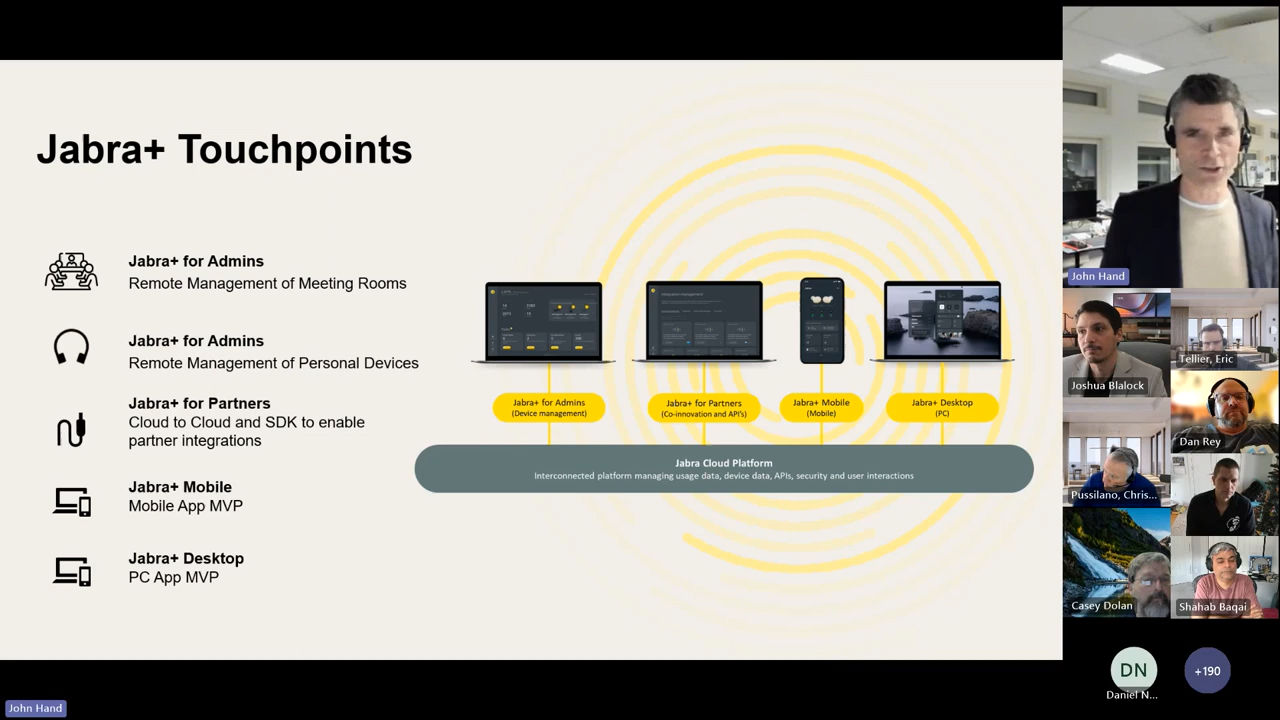 Jabra+ Touchpoints
Jabra+ for Admins
Remote Management of Meeting Rooms
Jabra+ for Admins
Remote Management of Personal Devices
Jabra+ for Partners
Cloud to Cloud and SDK to enable
partner integrations
Jabra+ Mobile
Mobile App MVP
Jabra+ Desktop
PC App MVP
Jabra+ for Admins
(Device management)
Jabra+ for Partners
(Co-innovation and API's)
Jabra+ Mobile
(Mobile)
Jabra+ Desktop
(PC)
Jabra Cloud Platform
Interconnected platform managing usage data, device data, APIs, security and user interactions
John Hand
Joshua Blalock
Tellier, Eric
Dan Rey
Pussilano, Chris...
Casey Dolan
Shahab Baqai
DN
Daniel N...
+190
John Hand